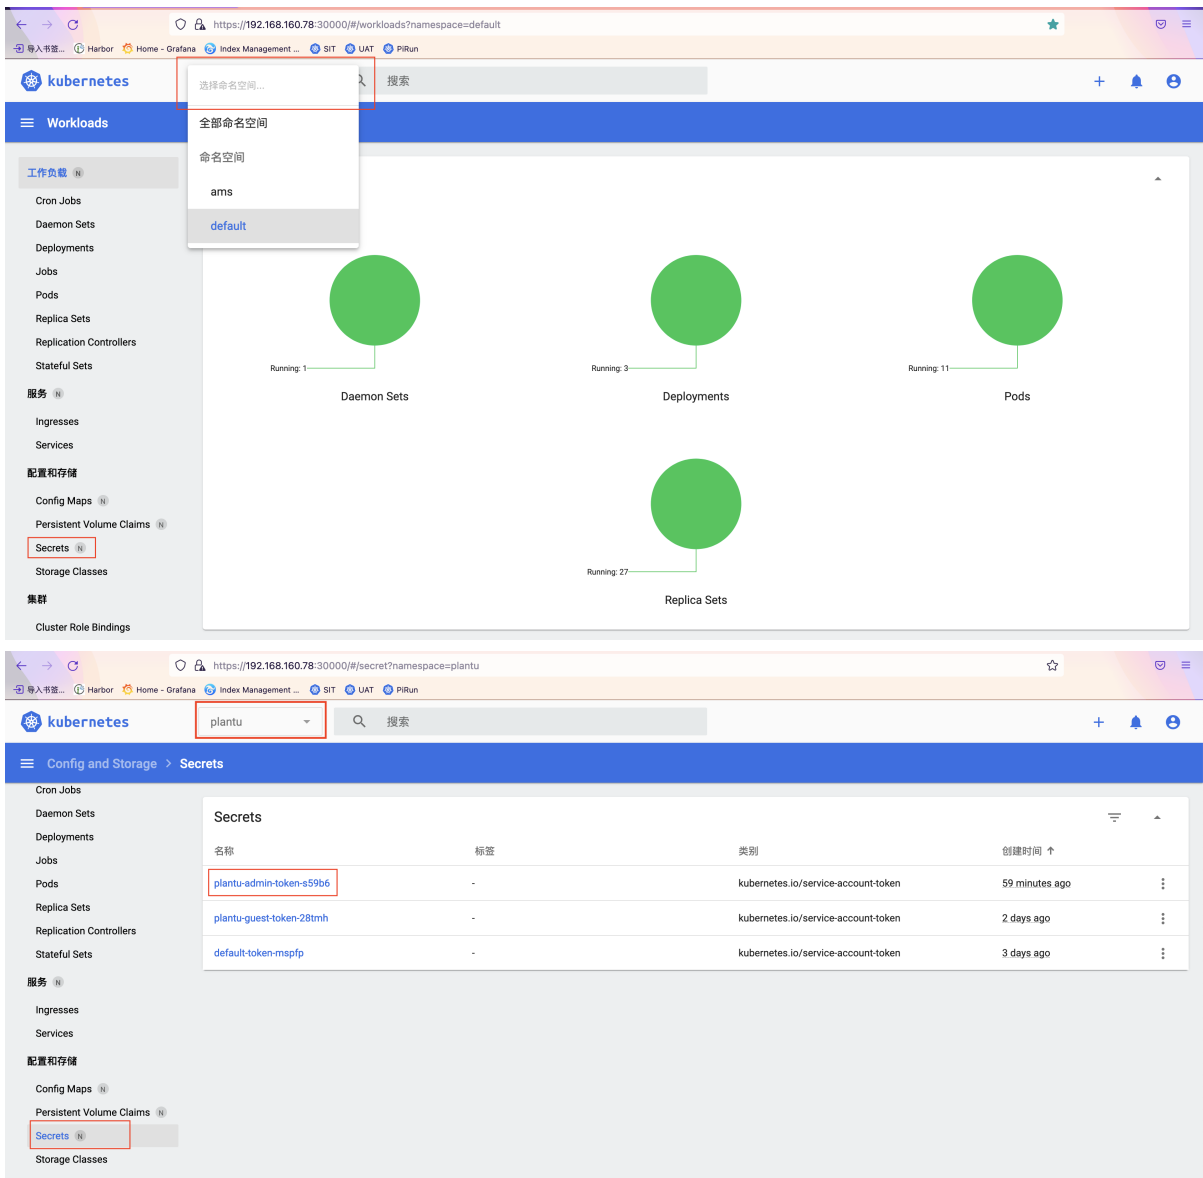 https://192.168.160.78:30000/#/workloads?namespace=default
导入书签... Harbor Home - Grafana Index Management ... SIT UAT PiRun
kubernetes 选择命名空间... 搜索
Workloads
全部命名空间
命名空间
ams
default
工作负载 N
Cron Jobs
Daemon Sets
Deployments
Jobs
Pods
Replica Sets
Replication Controllers
Stateful Sets
服务 N
Ingresses
Services
配置和存储
Config Maps N
Persistent Volume Claims N
Secrets N
Storage Classes
集群
Cluster Role Bindings
Running: 1
Daemon Sets
Running: 3
Deployments
Running: 11
Pods
Running: 27
Replica Sets
https://192.168.160.78:30000/#/secret?namespace=plantu
导入书签... Harbor Home - Grafana Index Management ... SIT UAT PiRun
kubernetes plantu 搜索
Config and Storage > Secrets
Cron Jobs
Daemon Sets
Deployments
Jobs
Pods
Replica Sets
Replication Controllers
Stateful Sets
服务 N
Ingresses
Services
配置和存储
Config Maps N
Persistent Volume Claims N
Secrets N
Storage Classes
Secrets
名称 标签 类别 创建时间 ↑
plantu-admin-token-s59b6 - kubernetes.io/service-account-token 59 minutes ago
plantu-guest-token-28tmh - kubernetes.io/service-account-token 2 days ago
default-token-mspfp - kubernetes.io/service-account-token 3 days ago